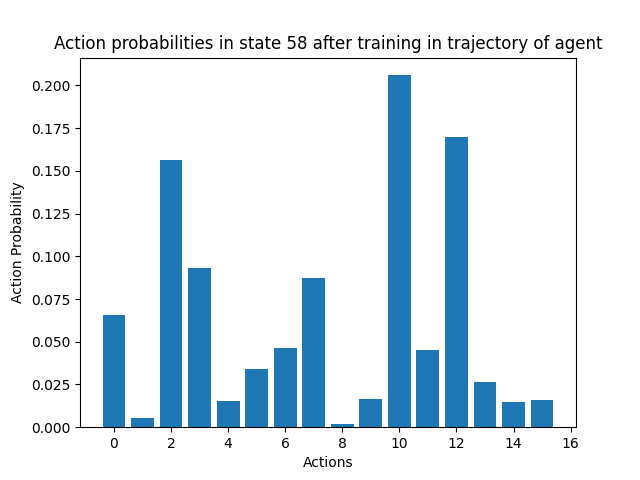 Action probabilities in state 58 after training in trajectory of agent
0.200
0.175
0.150
0.125
0.100
0.075
0.050
0.025
0.000
Action Probability
0 2 4 6 8 10 12 14 16
Actions